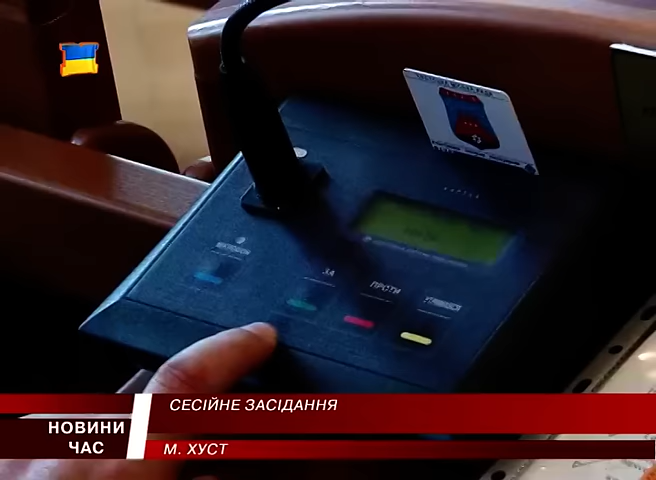 ЗА
ПРОТИ
УТРИМАВСЯ
СЕСІЙНЕ ЗАСІДАННЯ
НОВИНИ
ЧАС
М. ХУСТ